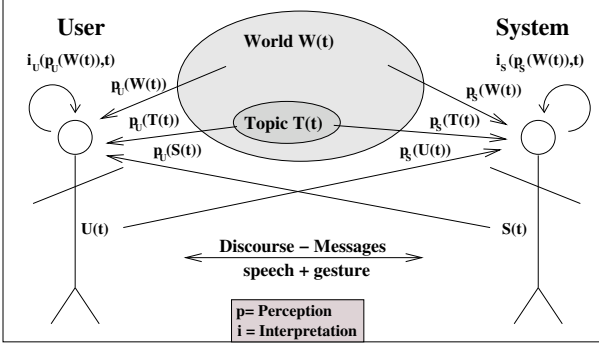 User
System
World W(t)
i_U(p_U(W(t)),t)
i_S(p_S(W(t)),t)
p_U(W(t))
p_S(W(t))
p_U(T(t))
Topic T(t)
p_S(T(t))
p_U(S(t))
p_S(U(t))
U(t)
S(t)
Discourse – Messages
speech + gesture
p= Perception
i = Interpretation